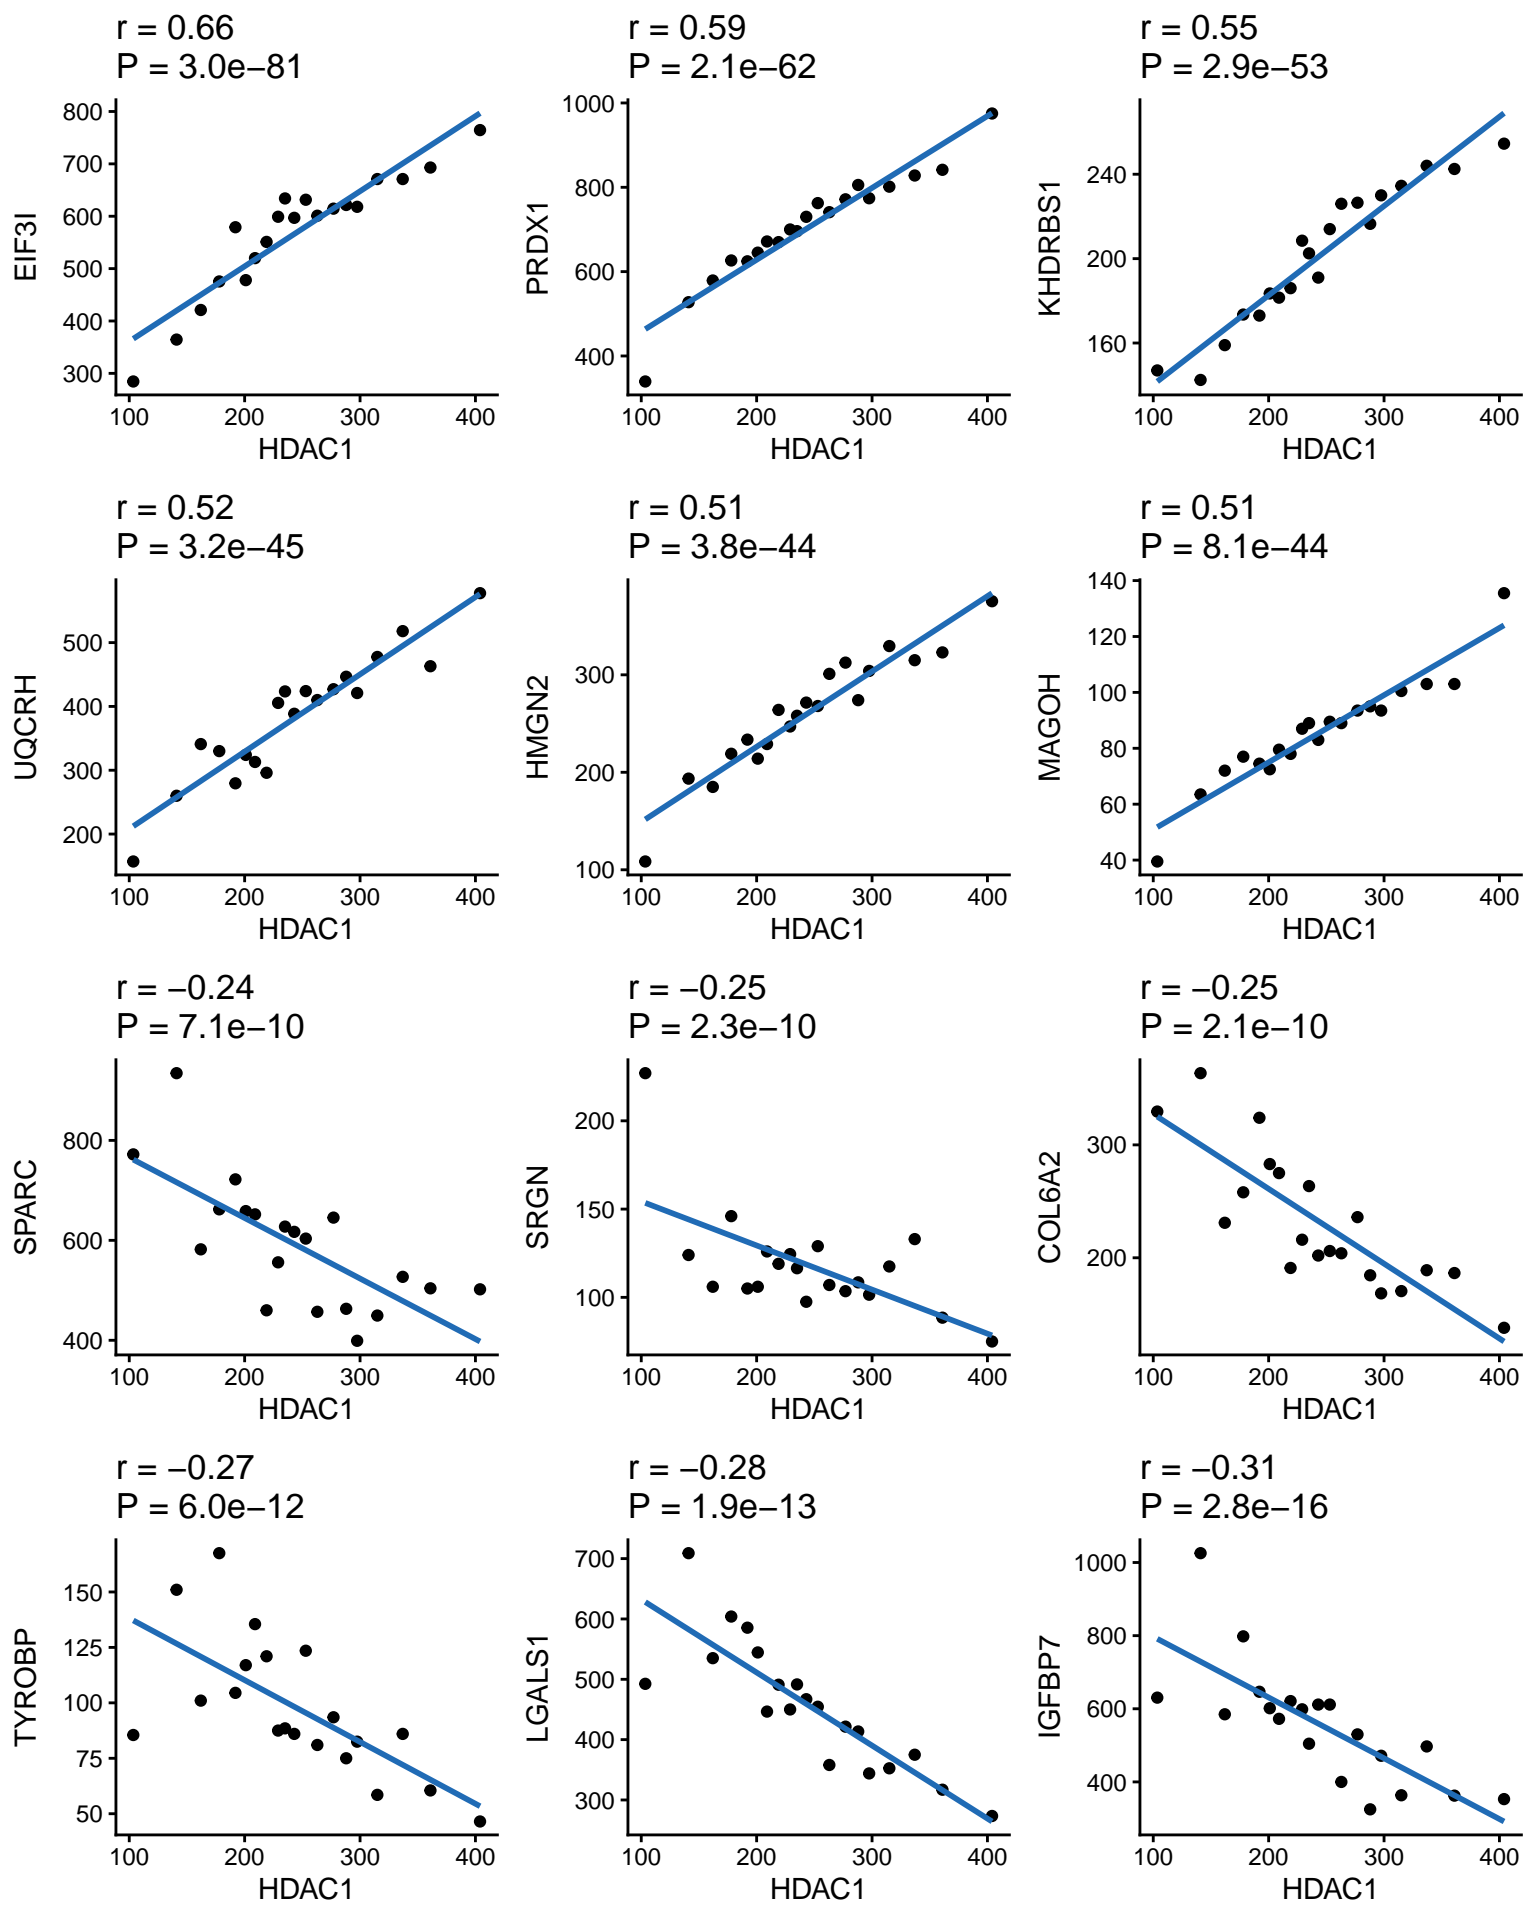 r = 0.66
P = 3.0e−81
EIF3I
800
700
600
500
400
300
100 200 300 400
HDAC1
r = 0.59
P = 2.1e−62
PRDX1
1000
800
600
400
100 200 300 400
HDAC1
r = 0.55
P = 2.9e−53
KHDRBS1
240
200
160
100 200 300 400
HDAC1
r = 0.52
P = 3.2e−45
UQCRH
500
400
300
200
100 200 300 400
HDAC1
r = 0.51
P = 3.8e−44
HMGN2
300
200
100
100 200 300 400
HDAC1
r = 0.51
P = 8.1e−44
MAGOH
140
120
100
80
60
40
100 200 300 400
HDAC1
r = −0.24
P = 7.1e−10
SPARC
800
600
400
100 200 300 400
HDAC1
r = −0.25
P = 2.3e−10
SRGN
200
150
100
100 200 300 400
HDAC1
r = −0.25
P = 2.1e−10
COL6A2
300
200
100 200 300 400
HDAC1
r = −0.27
P = 6.0e−12
TYROBP
150
125
100
75
50
100 200 300 400
HDAC1
r = −0.28
P = 1.9e−13
LGALS1
700
600
500
400
300
100 200 300 400
HDAC1
r = −0.31
P = 2.8e−16
IGFBP7
1000
800
600
400
100 200 300 400
HDAC1